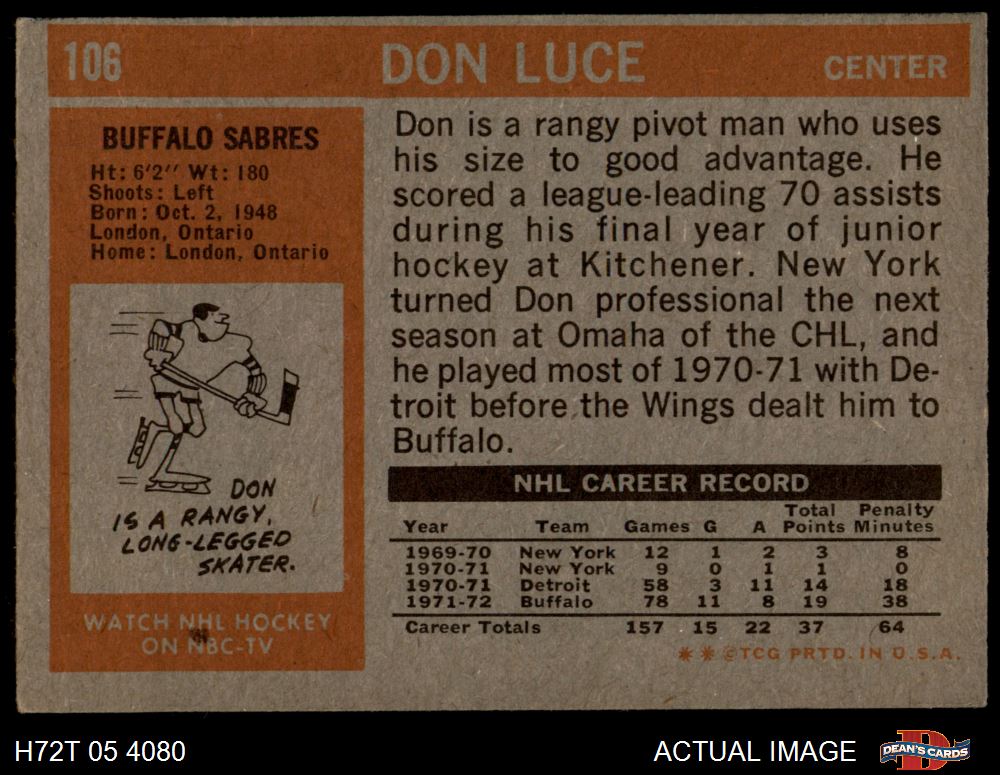 106 DON LUCE CENTER
BUFFALO SABRES
Ht: 6'2'' Wt: 180
Shoots: Left
Born: Oct. 2, 1948
London, Ontario
Home: London, Ontario
DON
IS A RANGY,
LONG-LEGGED
SKATER.
WATCH NHL HOCKEY
ON NBC-TV
Don is a rangy pivot man who uses
his size to good advantage. He
scored a league-leading 70 assists
during his final year of junior
hockey at Kitchener. New York
turned Don professional the next
season at Omaha of the CHL, and
he played most of 1970-71 with De-
troit before the Wings dealt him to
Buffalo.
NHL CAREER RECORD
Total Penalty
Year Team Games G A Points Minutes
1969-70 New York 12 1 2 3 8
1970-71 New York 9 0 1 1 0
1970-71 Detroit 58 3 11 14 18
1971-72 Buffalo 78 11 8 19 38
Career Totals 157 15 22 37 64
* * ©TCG PRTD. IN U.S.A.
H72T 05 4080 ACTUAL IMAGE DEAN'S CARDS